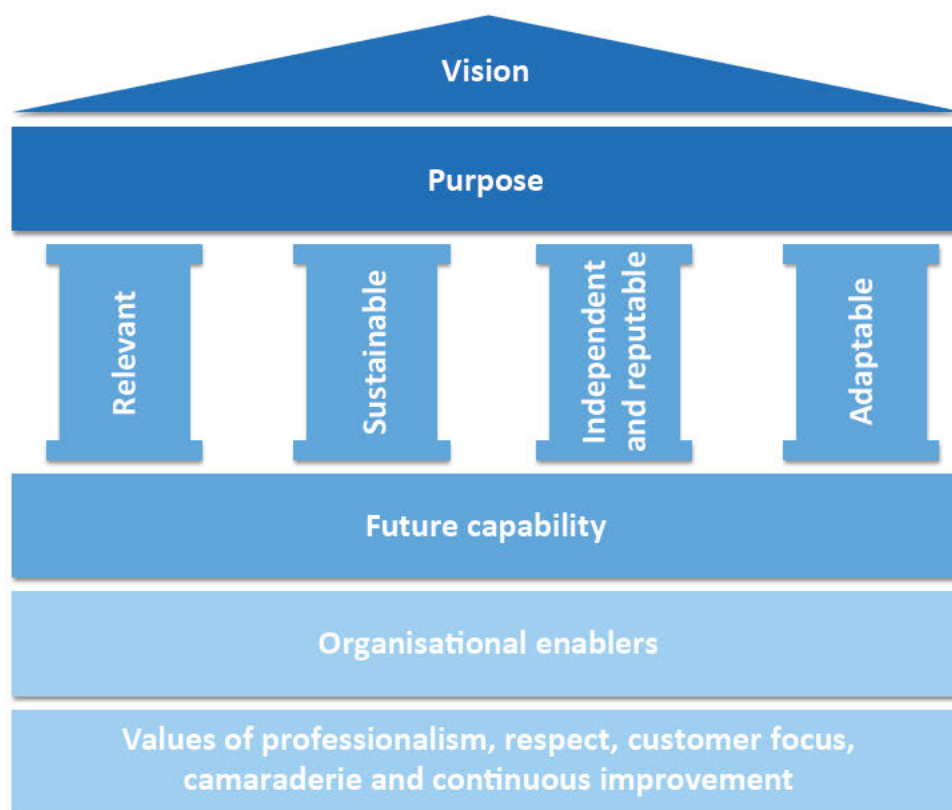 Vision
Purpose
Relevant
Sustainable
Independent
and reputable
Adaptable
Future capability
Organisational enablers
Values of professionalism, respect, customer focus,
camaraderie and continuous improvement